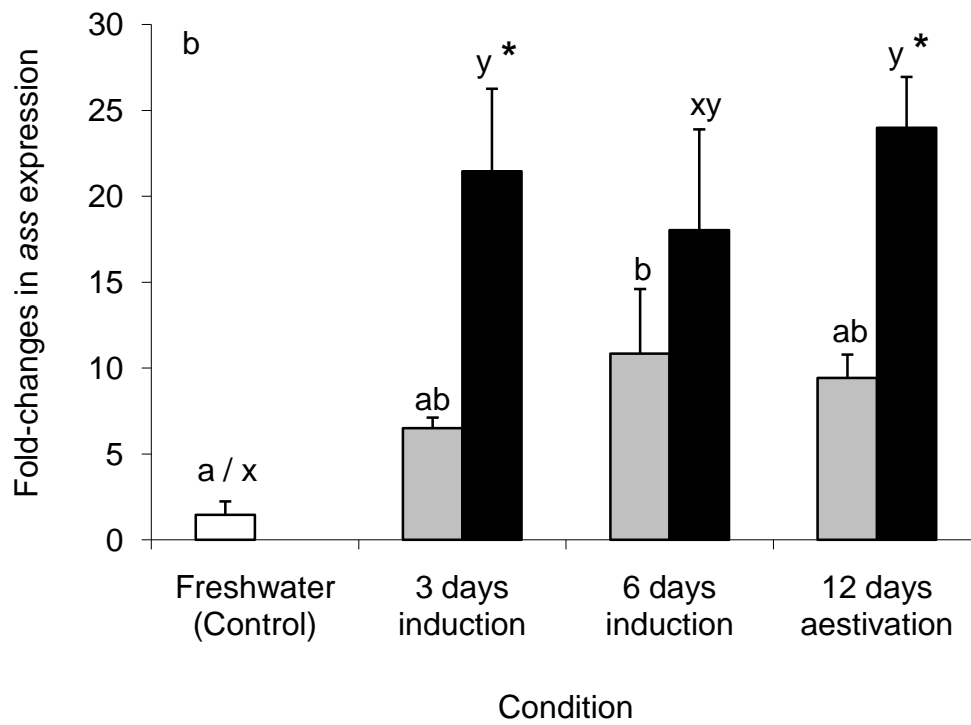 Fold-changes in ass expression
b
30
25
20
15
10
5
0
a / x
ab
y *
b
xy
ab
y *
Freshwater
(Control)
3 days
induction
6 days
induction
12 days
aestivation
Condition